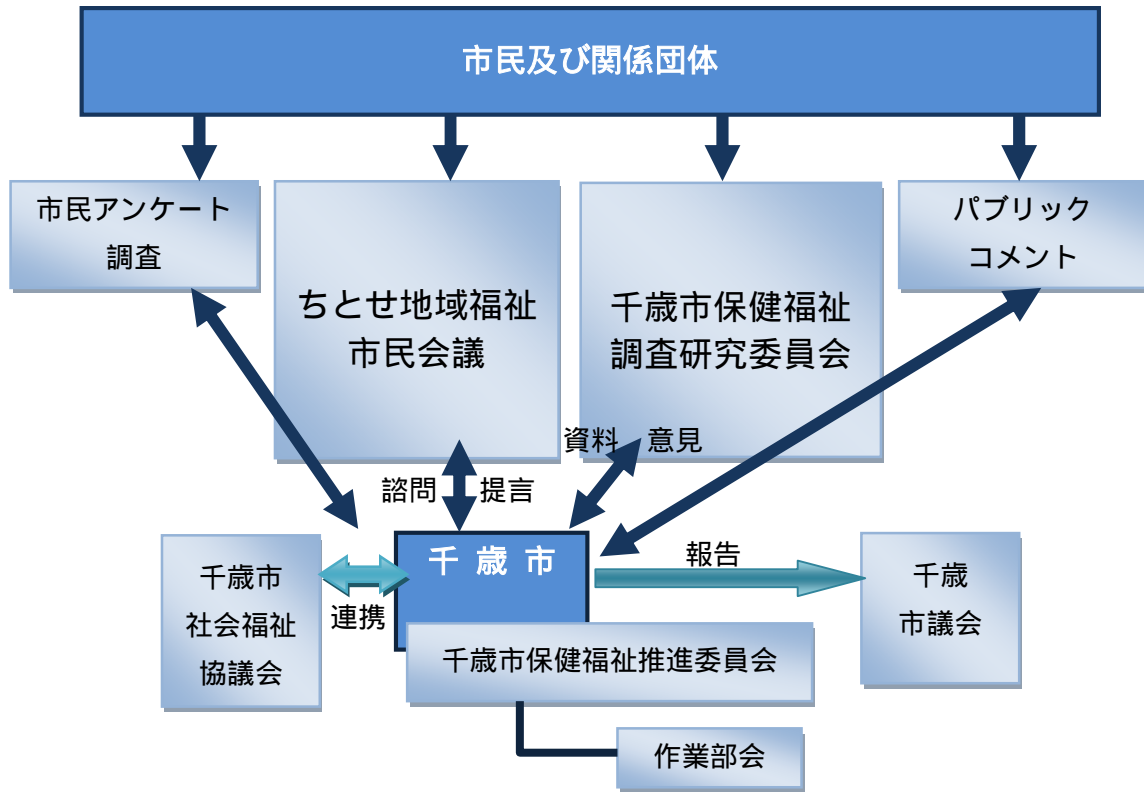 市民及び関係団体
市民アンケート
調査
ちとせ地域福祉
市民会議
千歳市保健福祉
調査研究委員会
パブリック
コメント
資料
意見
諮問
提言
千歳市
社会福祉
協議会
連携
千 歳 市
報告
千歳
市議会
千歳市保健福祉推進委員会
作業部会